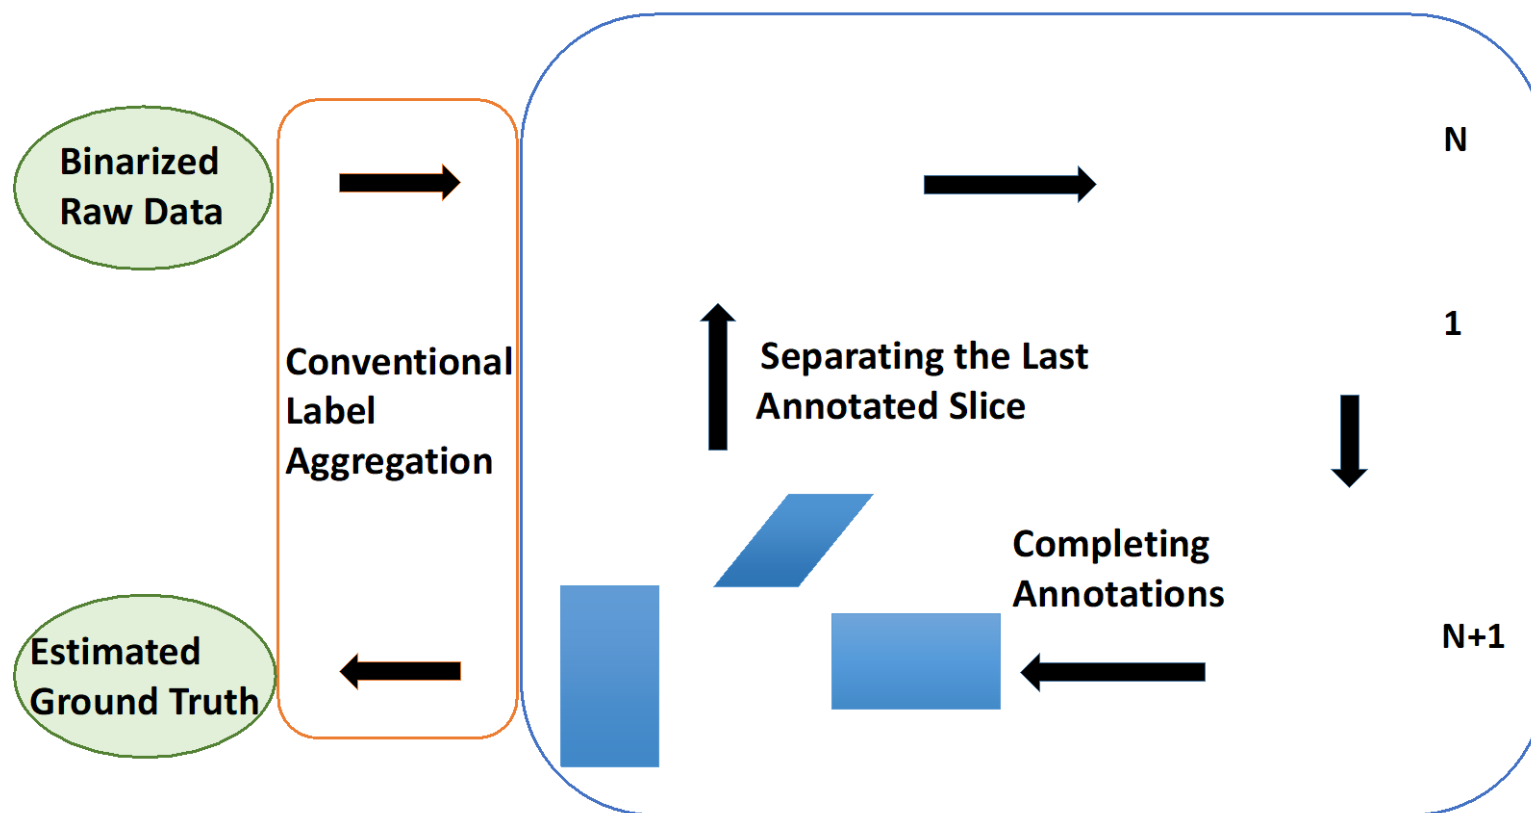 Binarized
Raw Data
Conventional
Label
Aggregation
Estimated
Ground Truth
Separating the Last
Annotated Slice
Completing
Annotations
N
1
N+1